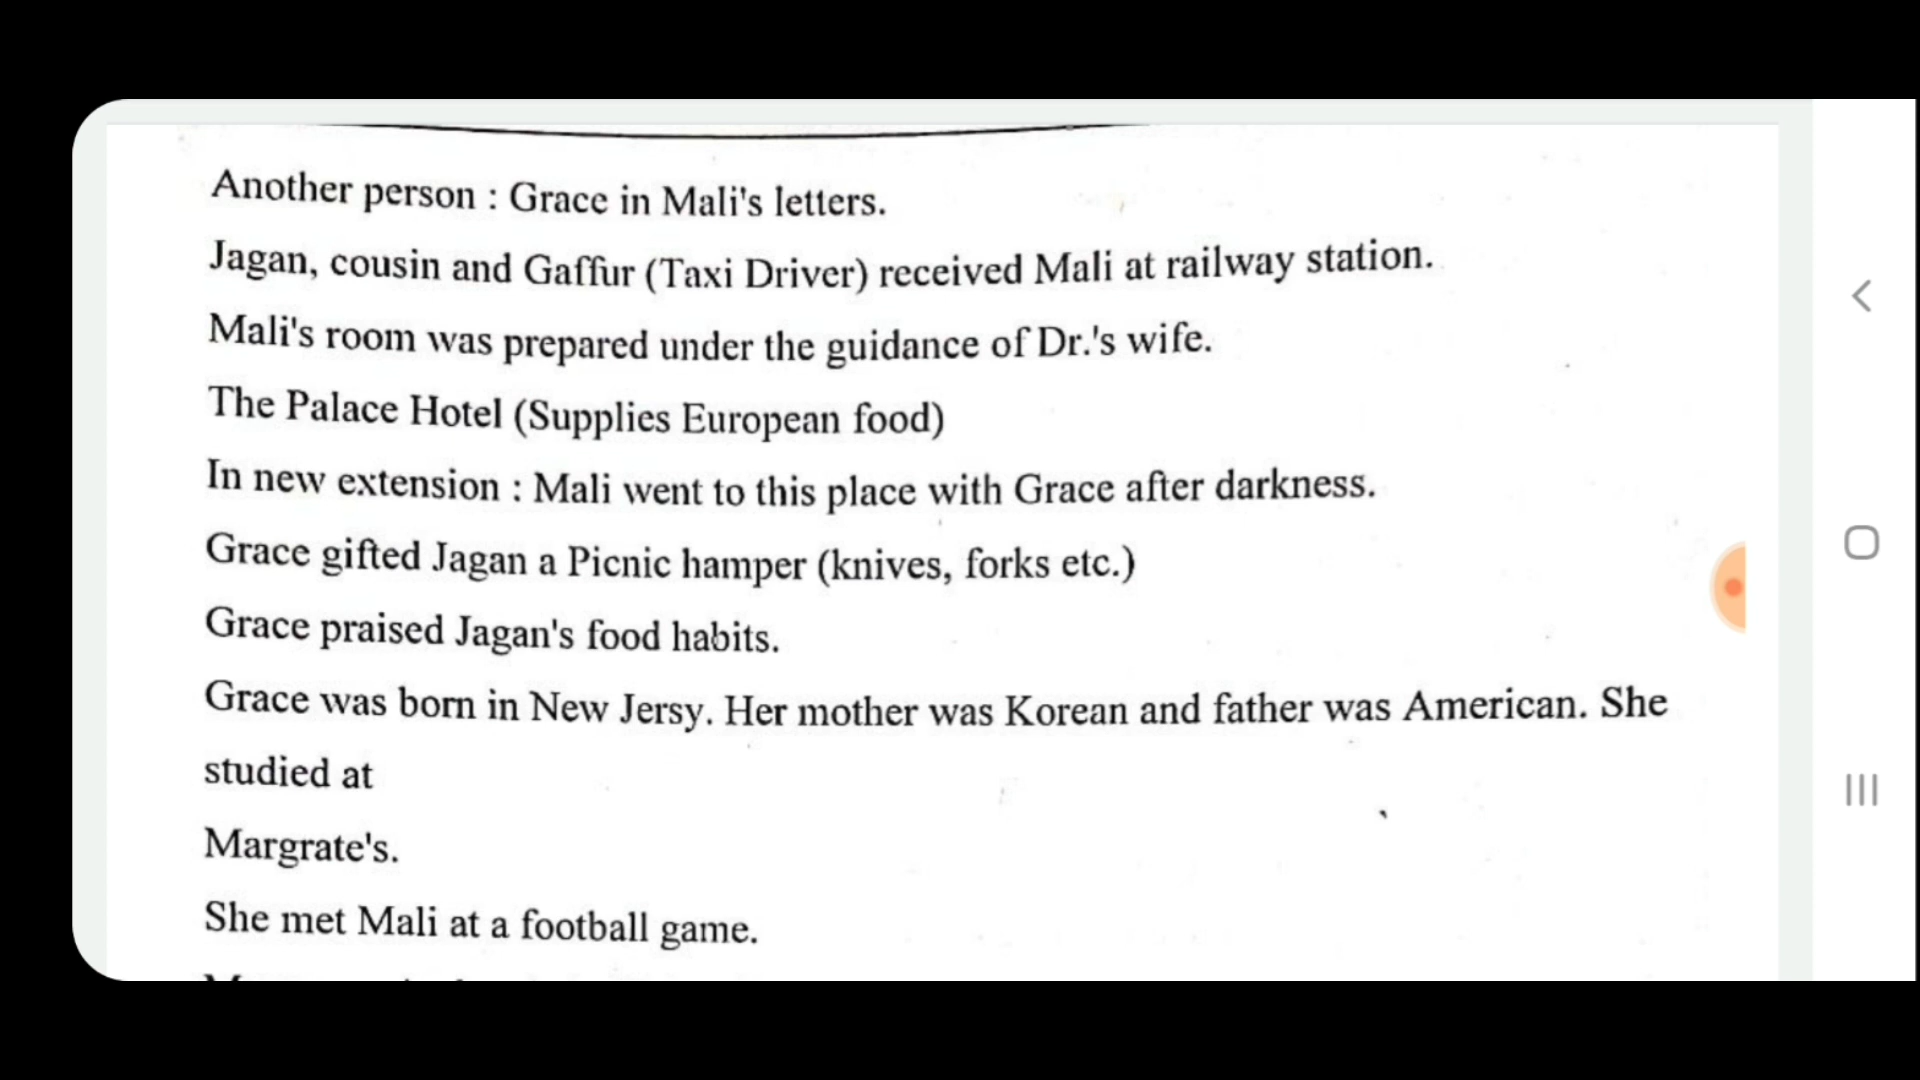 Another person : Grace in Mali's letters.
Jagan, cousin and Gaffur (Taxi Driver) received Mali at railway station.
Mali's room was prepared under the guidance of Dr.'s wife.
The Palace Hotel (Supplies European food)
In new extension : Mali went to this place with Grace after darkness.
Grace gifted Jagan a Picnic hamper (knives, forks etc.)
Grace praised Jagan's food habits.
Grace was born in New Jersy. Her mother was Korean and father was American. She
studied at
Margrate's.
She met Mali at a football game.